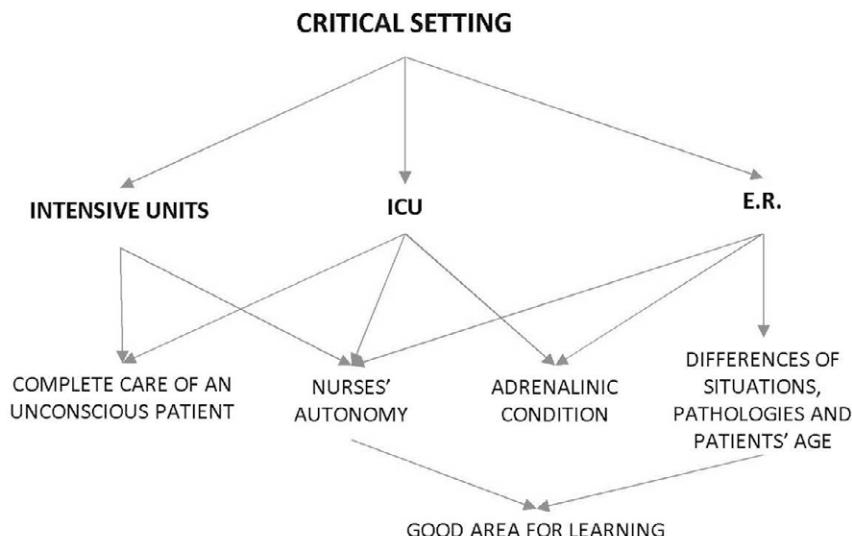 CRITICAL SETTING
INTENSIVE UNITS
ICU
E.R.
COMPLETE CARE OF AN
UNCONSCIOUS PATIENT
NURSES’
AUTONOMY
ADRENALINIC
CONDITION
DIFFERENCES OF
SITUATIONS,
PATHOLOGIES AND
PATIENTS’ AGE
GOOD AREA FOR LEARNING